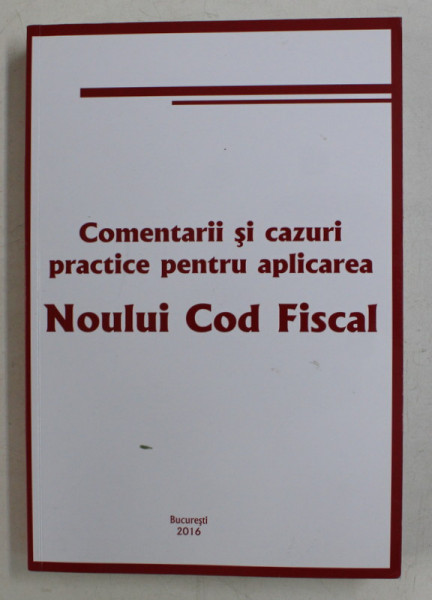 Comentarii şi cazuri
practice pentru aplicarea
Noului Cod Fiscal
Bucureşti
2016